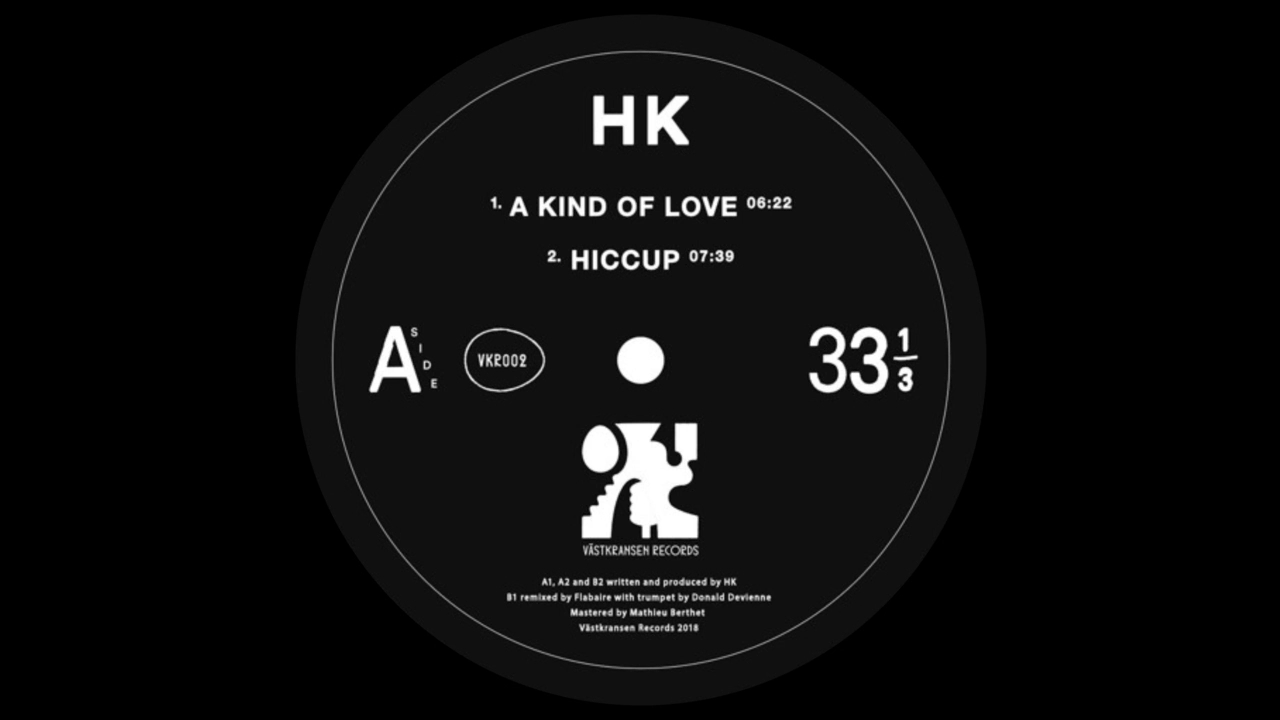 HK
1. A KIND OF LOVE 06:22
2. HICCUP 07:39
A SIDE
VKR002
33 1/3
VÄSTKRANSEN RECORDS
A1, A2 and B2 written and produced by HK
B1 remixed by Flabaire with trumpet by Donald Devienne
Mastered by Mathieu Berthet
Västkransen Records 2018